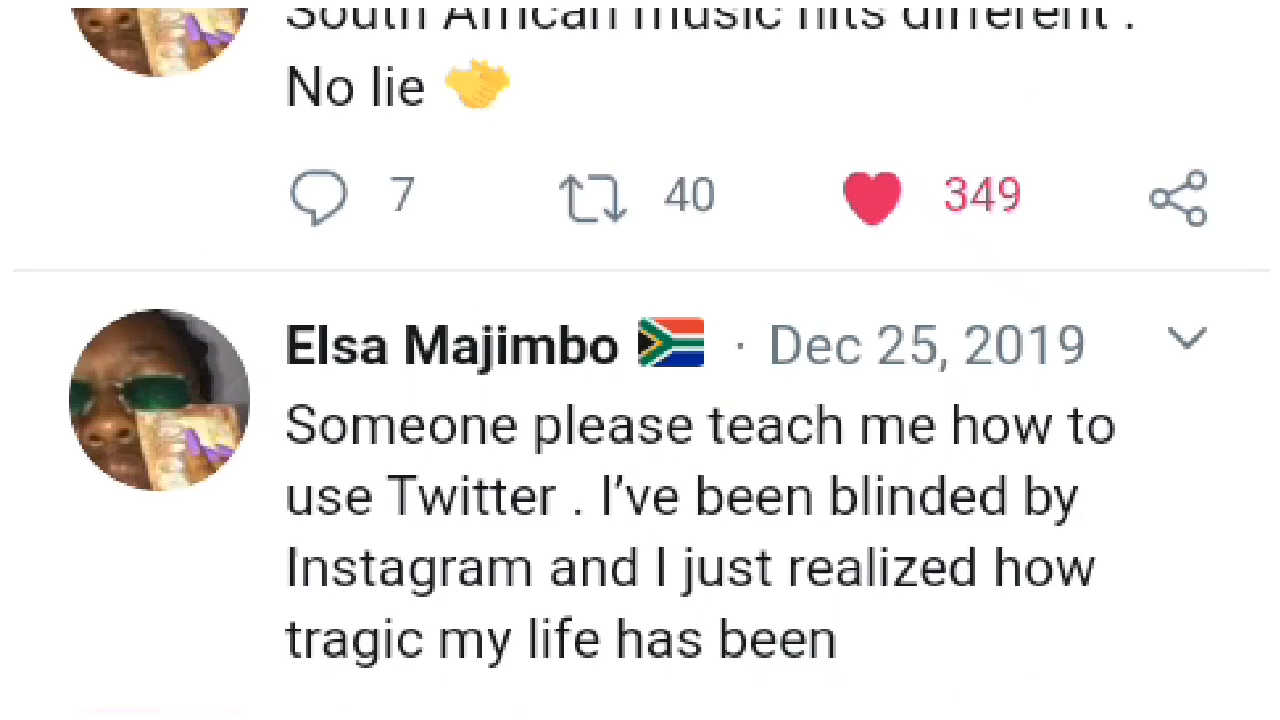 South African music hits different .
No lie 🤝
7 40 349
Elsa Majimbo 🇿🇦 · Dec 25, 2019
Someone please teach me how to
use Twitter . I’ve been blinded by
Instagram and I just realized how
tragic my life has been